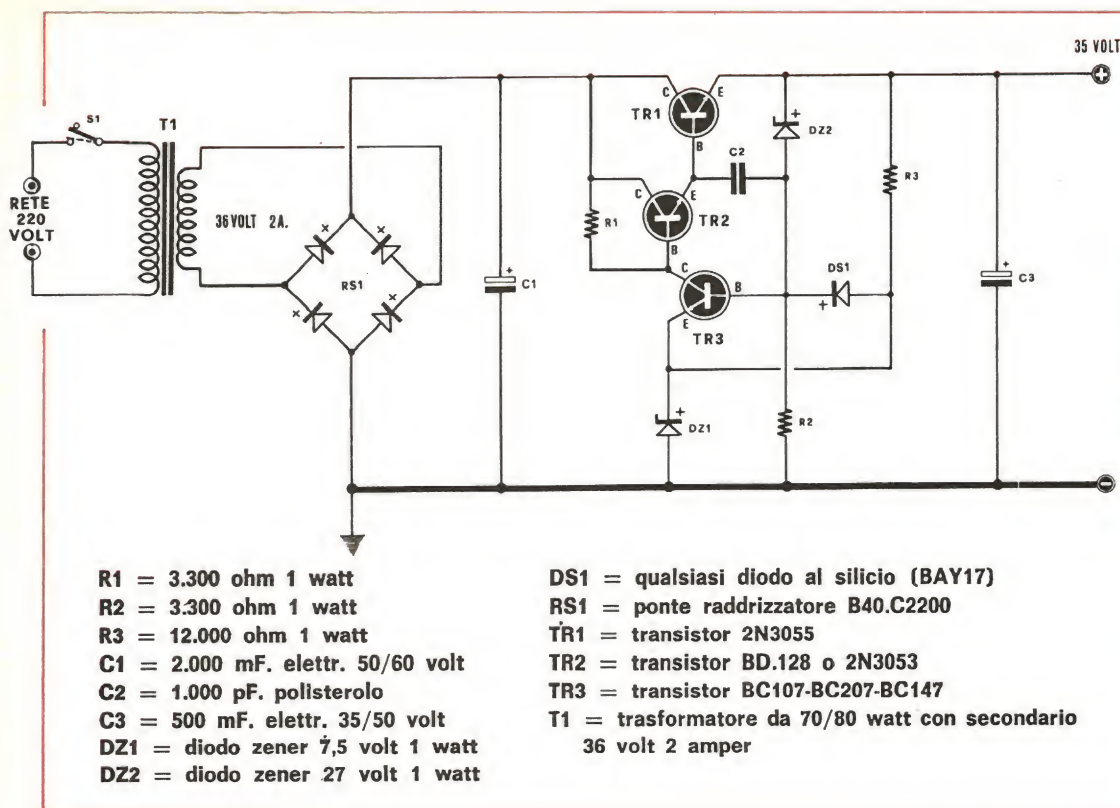 35 VOLT
S1
T1
RETE
220
VOLT
36VOLT 2A.
RS1
C1
C E
TR1
B
DZ2
C2
R3
R1
C E
TR2
B
C
B
E
TR3
DS1
C3
DZ1
R2
R1 = 3.300 ohm 1 watt
R2 = 3.300 ohm 1 watt
R3 = 12.000 ohm 1 watt
C1 = 2.000 mF. elettr. 50/60 volt
C2 = 1.000 pF. polisterolo
C3 = 500 mF. elettr. 35/50 volt
DZ1 = diodo zener 7,5 volt 1 watt
DZ2 = diodo zener 27 volt 1 watt
DS1 = qualsiasi diodo al silicio (BAY17)
RS1 = ponte raddrizzatore B40.C2200
TR1 = transistor 2N3055
TR2 = transistor BD.128 o 2N3053
TR3 = transistor BC107-BC207-BC147
T1 = trasformatore da 70/80 watt con secondario
36 volt 2 amper